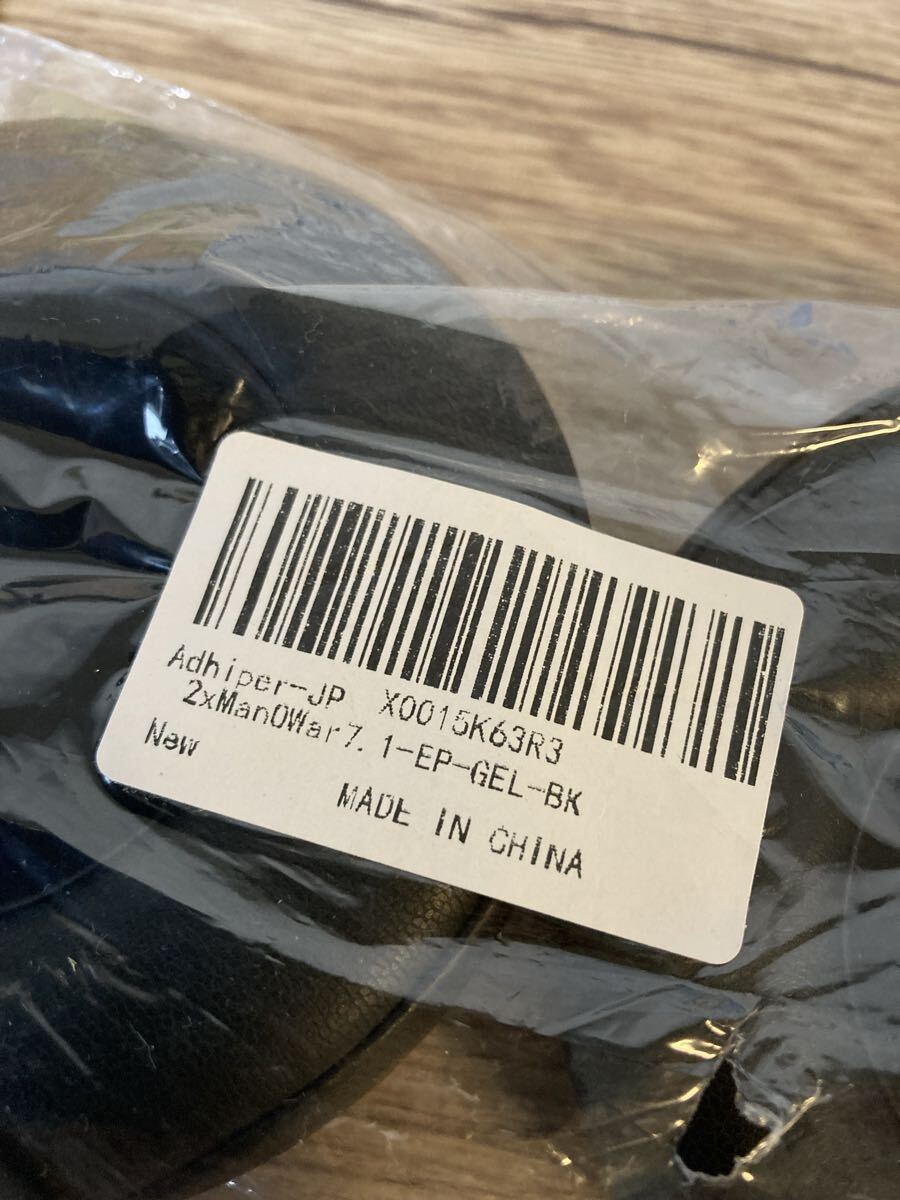 X0015K63R3
Adhiper-JP
2xManOWar7.1-EP-GEL-BK
New
MADE IN CHINA